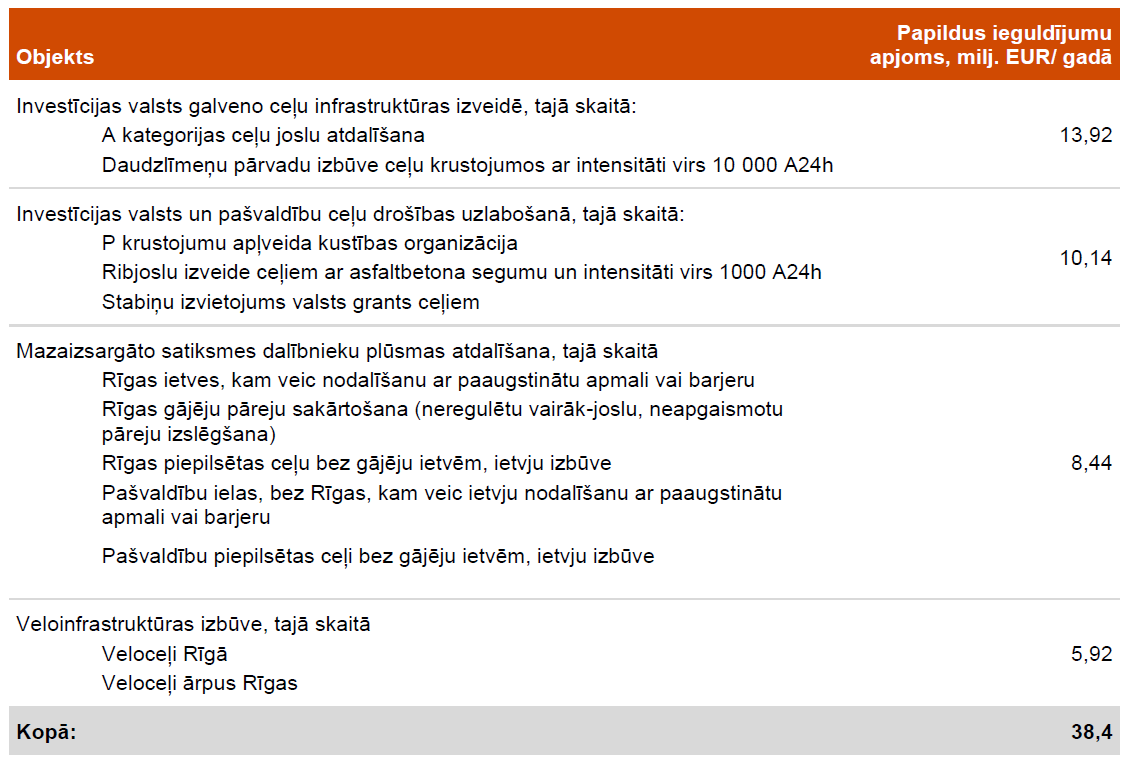 Objekts
Papildus ieguldījumu
apjoms, milj. EUR/ gadā
Investīcijas valsts galveno ceļu infrastruktūras izveidē, tajā skaitā:
A kategorijas ceļu joslu atdalīšana
13,92
Daudzlīmeņu pārvadu izbūve ceļu krustojumos ar intensitāti virs 10 000 A24h
Investīcijas valsts un pašvaldību ceļu drošības uzlabošanā, tajā skaitā:
P krustojumu apļveida kustības organizācija
10,14
Ribjoslu izveide ceļiem ar asfaltbetona segumu un intensitāti virs 1000 A24h
Stabiņu izvietojums valsts grants ceļiem
Mazaizsargāto satiksmes dalībnieku plūsmas atdalīšana, tajā skaitā
Rīgas ietves, kam veic nodalīšanu ar paaugstinātu apmali vai barjeru
Rīgas gājēju pāreju sakārtošana (neregulētu vairāk-joslu, neapgaismotu
pāreju izslēgšana)
Rīgas piepilsētas ceļu bez gājēju ietvēm, ietvju izbūve
8,44
Pašvaldību ielas, bez Rīgas, kam veic ietvju nodalīšanu ar paaugstinātu
apmali vai barjeru
Pašvaldību piepilsētas ceļi bez gājēju ietvēm, ietvju izbūve
Veloinfrastruktūras izbūve, tajā skaitā
Veloceļi Rīgā
5,92
Veloceļi ārpus Rīgas
Kopā:
38,4